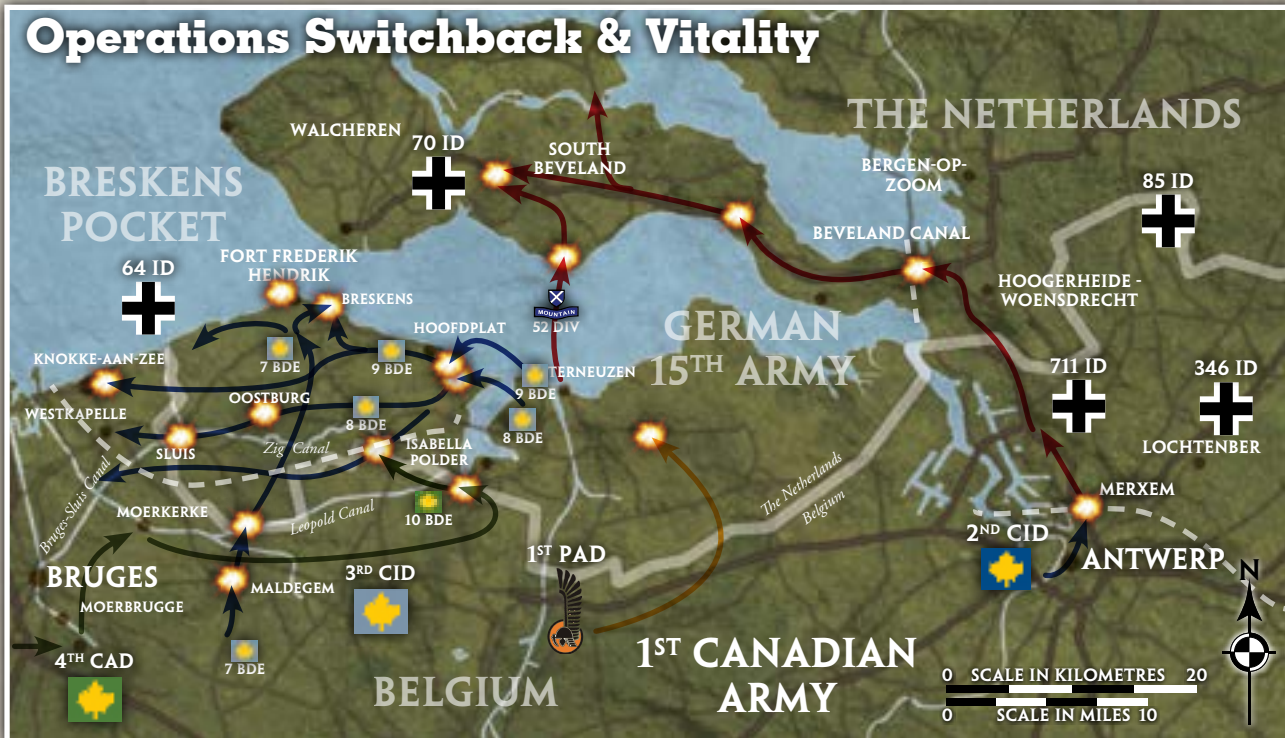 Operations Switchback & Vitality
THE NETHERLANDS
WALCHEREN
70 ID
SOUTH
BEVELAND
BERGEN-OP-
ZOOM
85 ID
BRESKENS
POCKET
BEVELAND CANAL
FORT FREDERIK
HENDRIK
64 ID
BRESKENS
HOOGERHEIDE -
WOENSDRECHT
MOUNTAIN
52 DIV
GERMAN
15TH ARMY
HOOFDPLAT
KNOKKE-AAN-ZEE
7 BDE
9 BDE
TERNEUZEN
9 BDE
711 ID
346 ID
WESTKAPELLE
OOSTBURG
8 BDE
8 BDE
LOCHTENBER
SLUIS
Zig Canal
ISABELLA
POLDER
Bruges-Sluis Canal
The Netherlands
Belgium
MERXEM
MOERKERKE
Leopold Canal
10 BDE
2ND CID
ANTWERP
1ST PAD
BRUGES
MOERBRUGGE
MALDEGEM
3RD CID
N
7 BDE
4TH CAD
BELGIUM
1ST CANADIAN
ARMY
0 SCALE IN KILOMETRES 20
0 SCALE IN MILES 10